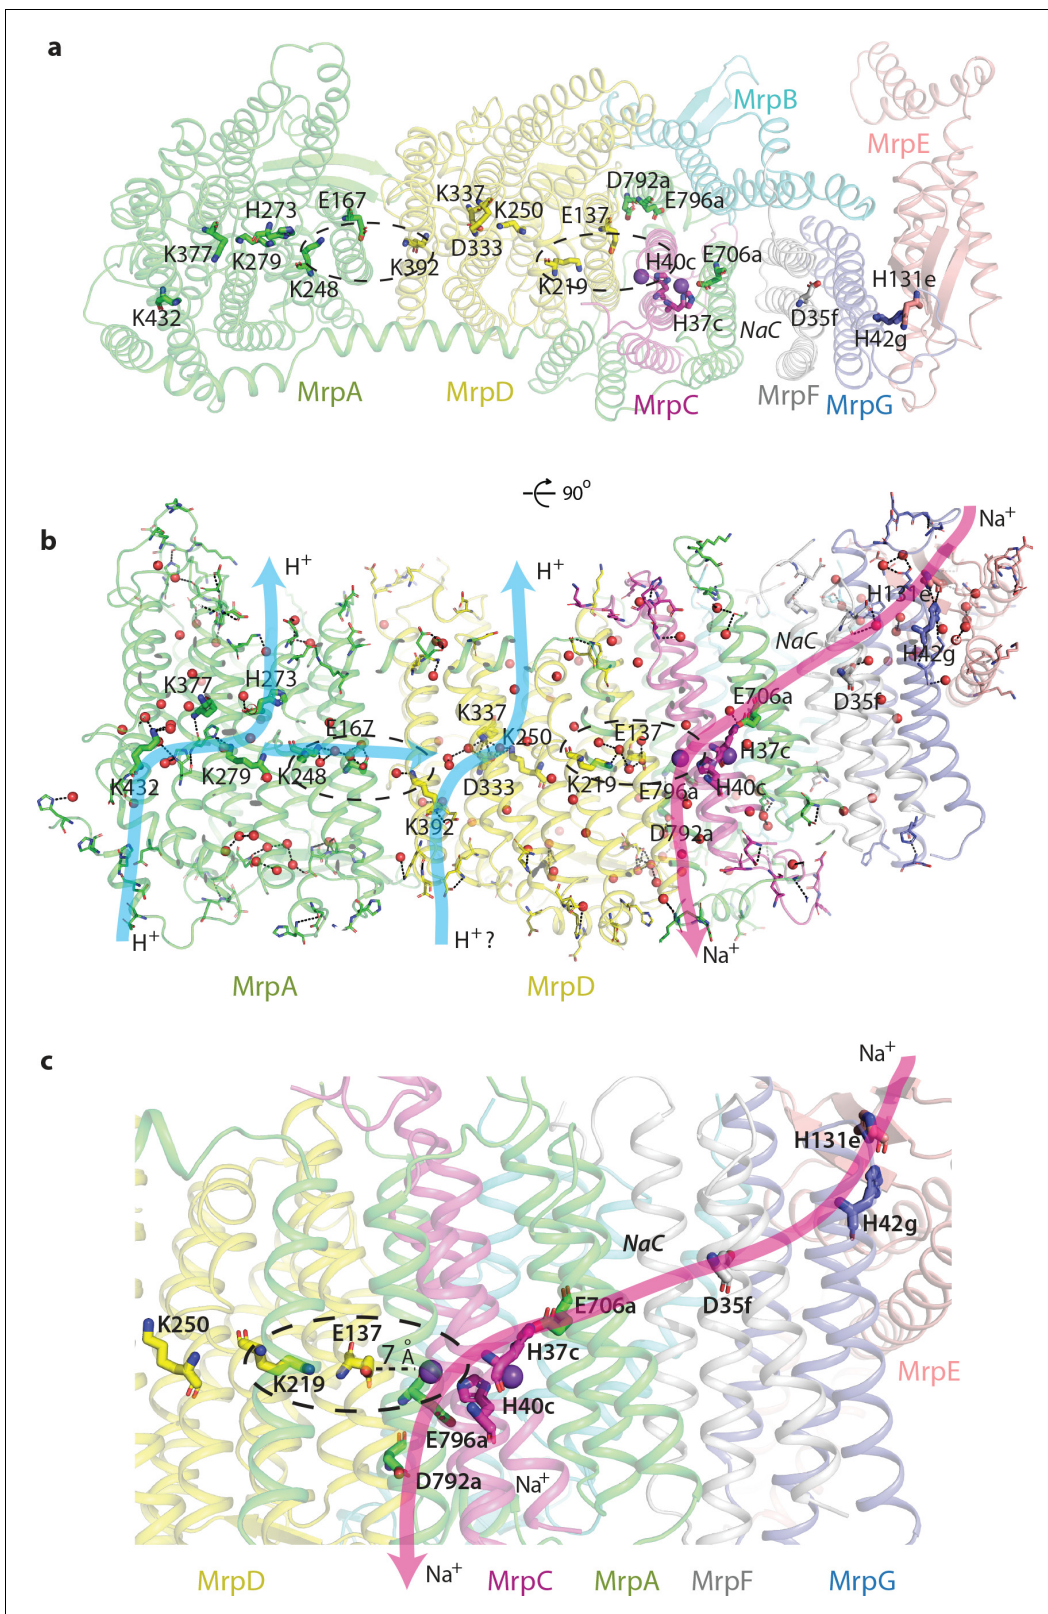 a
MrpB
MrpE
D792a
E796a
K337
E167
H273
K250
E137
K377
K279
D333
K392
E706a
H40c
K248
K219
H131e
K432
H37c
NaC
D35f
H42g
MrpA
MrpD
MrpC
MrpF
MrpG
90°
b
Na⁺
H⁺
H⁺
H131e
NaC
H42g
K377
H273
D35f
E706a
K337
E167
K250
E137
H37c
K432
K279
K248
D333
K219
E796a
H40c
K392
D792a
H⁺
H⁺?
Na⁺
MrpA
MrpD
c
Na⁺
H131e
H42g
NaC
D35f
E706a
K250
E137
7 Å
H37c
K219
MrpE
H40c
E796a
D792a
Na⁺
Na⁺
MrpD
MrpC
MrpA
MrpF
MrpG